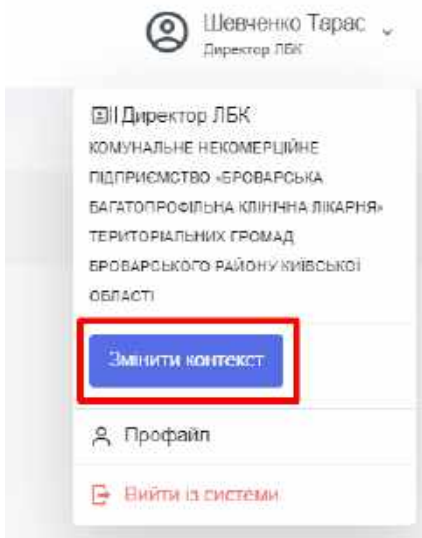 Шевченко Тарас
Директор ЛБК
Директор ЛБК
КОМУНАЛЬНЕ НЕКОМЕРЦІЙНЕ
ПІДПРИЄМСТВО «БРОВАРСЬКА
БАГАТОПРОФІЛЬНА КЛІНІЧНА ЛІКАРНЯ»
ТЕРИТОРІАЛЬНИХ ГРОМАД
БРОВАРСЬКОГО РАЙОНУ КИЇВСЬКОЇ
ОБЛАСТІ
Змінити контекст
Профайл
Вийти із системи